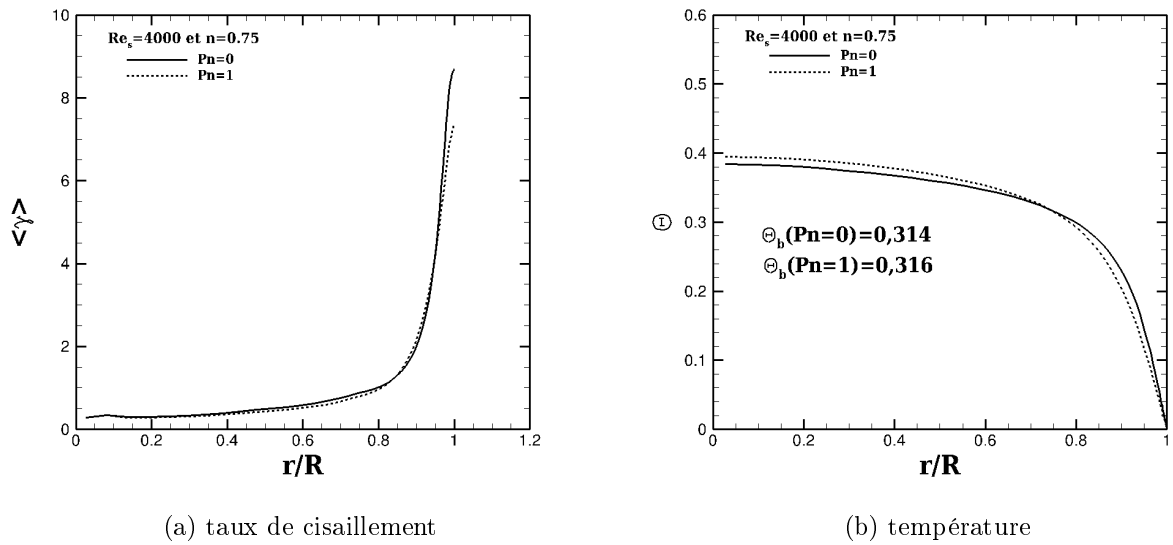 10
8
6
4
2
0
<γ̇>
Re_s=4000 et n=0.75
Pn=0
Pn=1
0 0.2 0.4 0.6 0.8 1 1.2
r/R
(a) taux de cisaillement
0.6
0.5
0.4
0.3
0.2
0.1
0
Θ
Re_s=4000 et n=0.75
Pn=0
Pn=1
Θ_b(Pn=0)=0,314
Θ_b(Pn=1)=0,316
0 0.2 0.4 0.6 0.8 1
r/R
(b) température